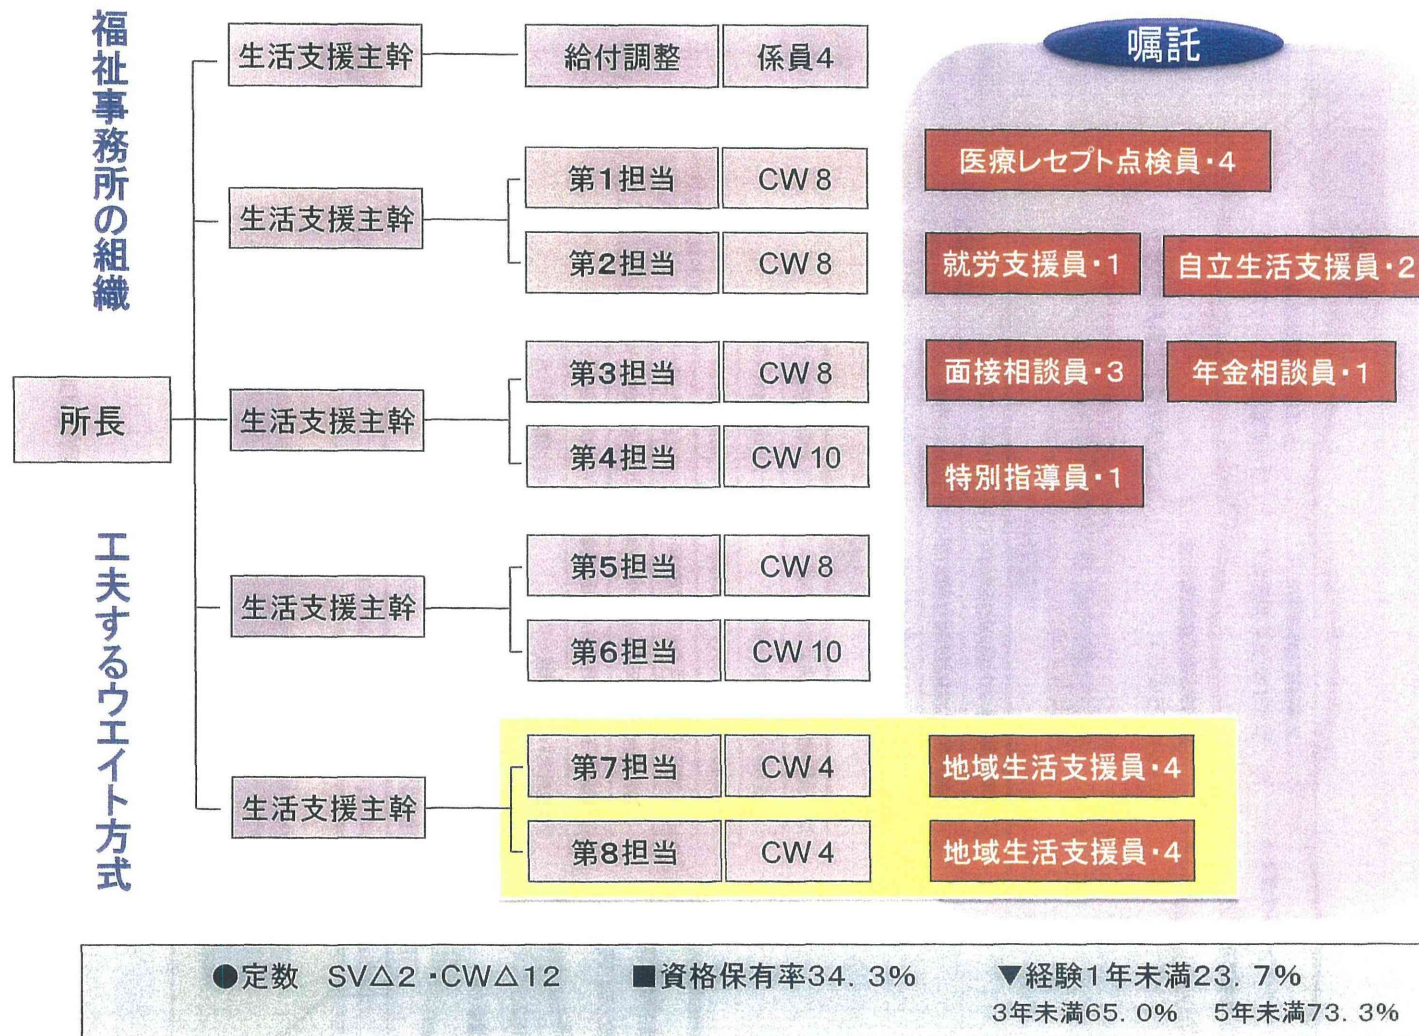 福祉事務所の組織
工夫するウエイト方式
所長
生活支援主幹
給付調整
係員4
生活支援主幹
第1担当
CW 8
第2担当
CW 8
生活支援主幹
第3担当
CW 8
第4担当
CW 10
生活支援主幹
第5担当
CW 8
第6担当
CW 10
生活支援主幹
第7担当
CW 4
第8担当
CW 4
嘱託
医療レセプト点検員・4
就労支援員・1
自立生活支援員・2
面接相談員・3
年金相談員・1
特別指導員・1
地域生活支援員・4
地域生活支援員・4
●定数 SV△2・CW△12 ■資格保有率34. 3% ▼経験1年未満23. 7%
3年未満65. 0% 5年未満73. 3%